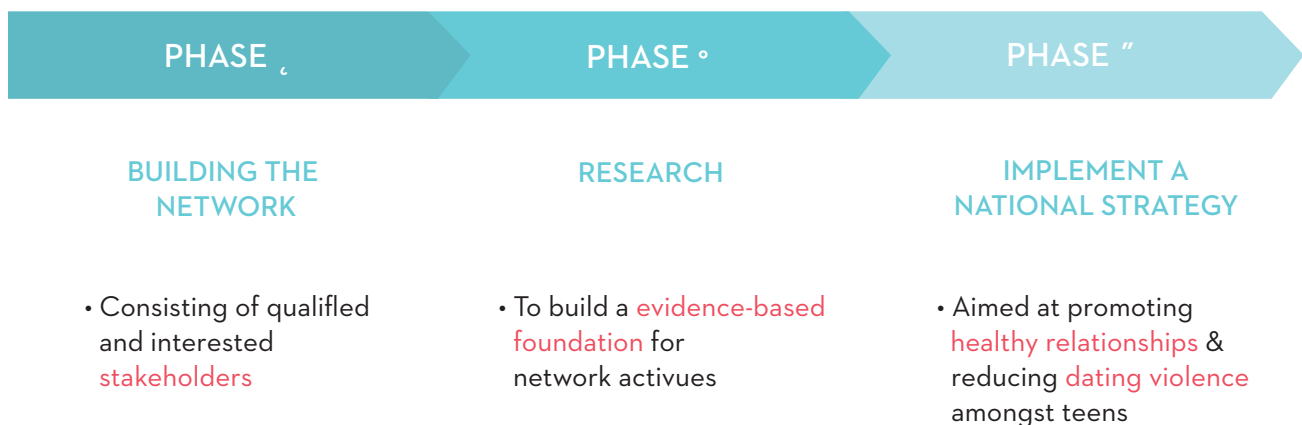 PHASE ˛
PHASE °
PHASE ˝
BUILDING THE
NETWORK
RESEARCH
IMPLEMENT A
NATIONAL STRATEGY
• Consisting of qualifled
and interested
stakeholders
• To build a evidence-based
foundation for
network activues
• Aimed at promoting
healthy relationships &
reducing dating violence
amongst teens